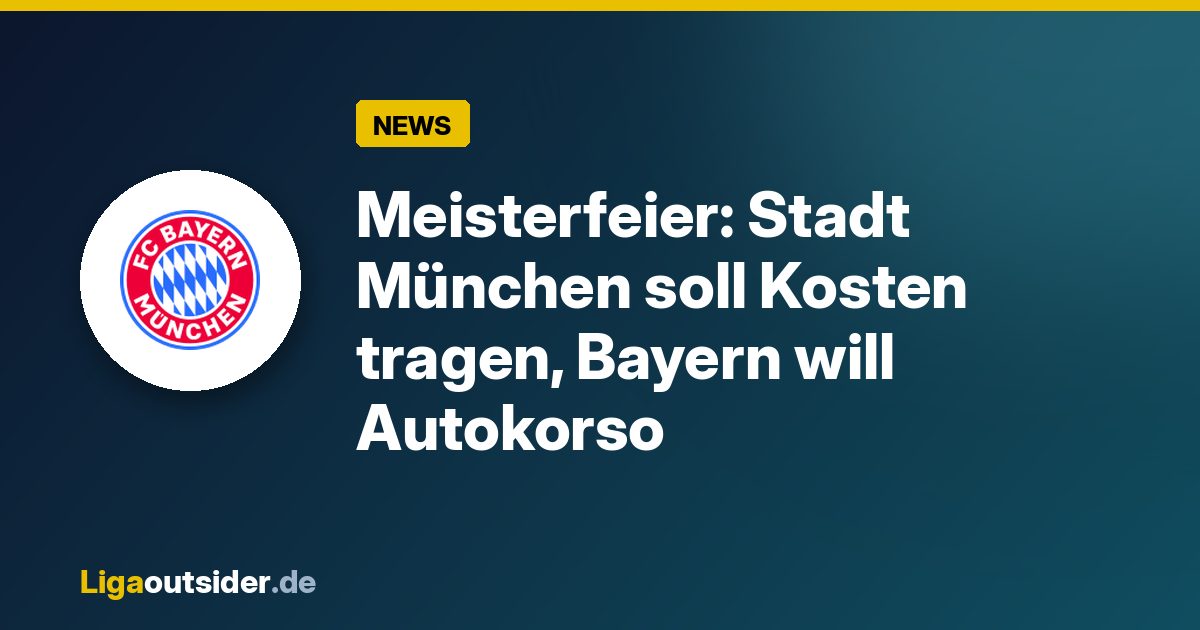 NEWS
Meisterfeier: Stadt
München soll Kosten
tragen, Bayern will
Autokorso
FC BAYERN
MÜNCHEN
Ligaoutsider.de